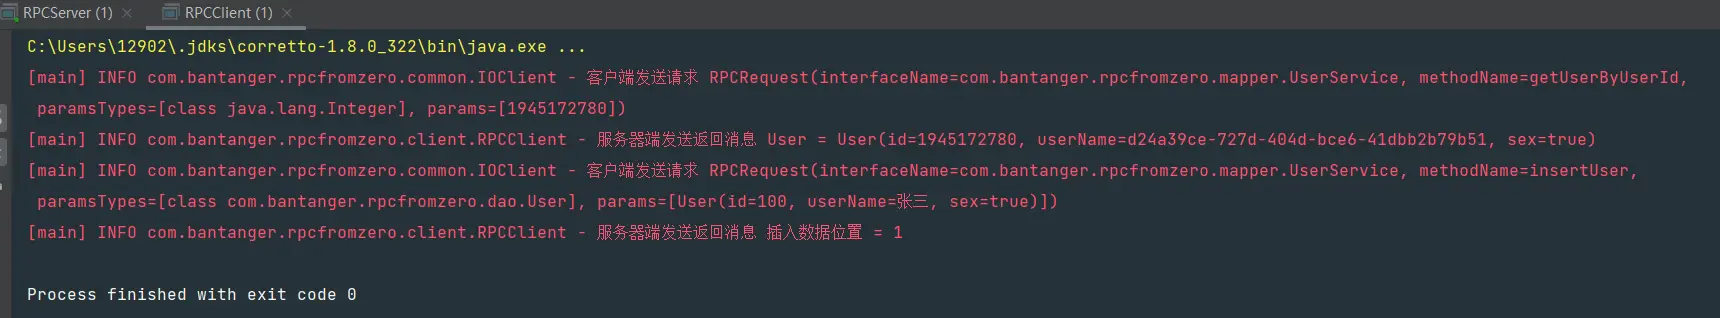 RPCServer (1) RPCClient (1)
C:\Users\12902\.jdks\corretto-1.8.0_322\bin\java.exe ...
[main] INFO com.bantanger.rpcfromzero.common.IOClient - 客户端发送请求 RPCRequest(interfaceName=com.bantanger.rpcfromzero.mapper.UserService, methodName=getUserByUserId,
paramsTypes=[class java.lang.Integer], params=[1945172780])
[main] INFO com.bantanger.rpcfromzero.client.RPCClient - 服务器端发送返回消息 User = User(id=1945172780, userName=d24a39ce-727d-404d-bce6-41dbb2b79b51, sex=true)
[main] INFO com.bantanger.rpcfromzero.common.IOClient - 客户端发送请求 RPCRequest(interfaceName=com.bantanger.rpcfromzero.mapper.UserService, methodName=insertUser,
paramsTypes=[class com.bantanger.rpcfromzero.dao.User], params=[User(id=100, userName=张三, sex=true)])
[main] INFO com.bantanger.rpcfromzero.client.RPCClient - 服务器端发送返回消息 插入数据位置 = 1
Process finished with exit code 0